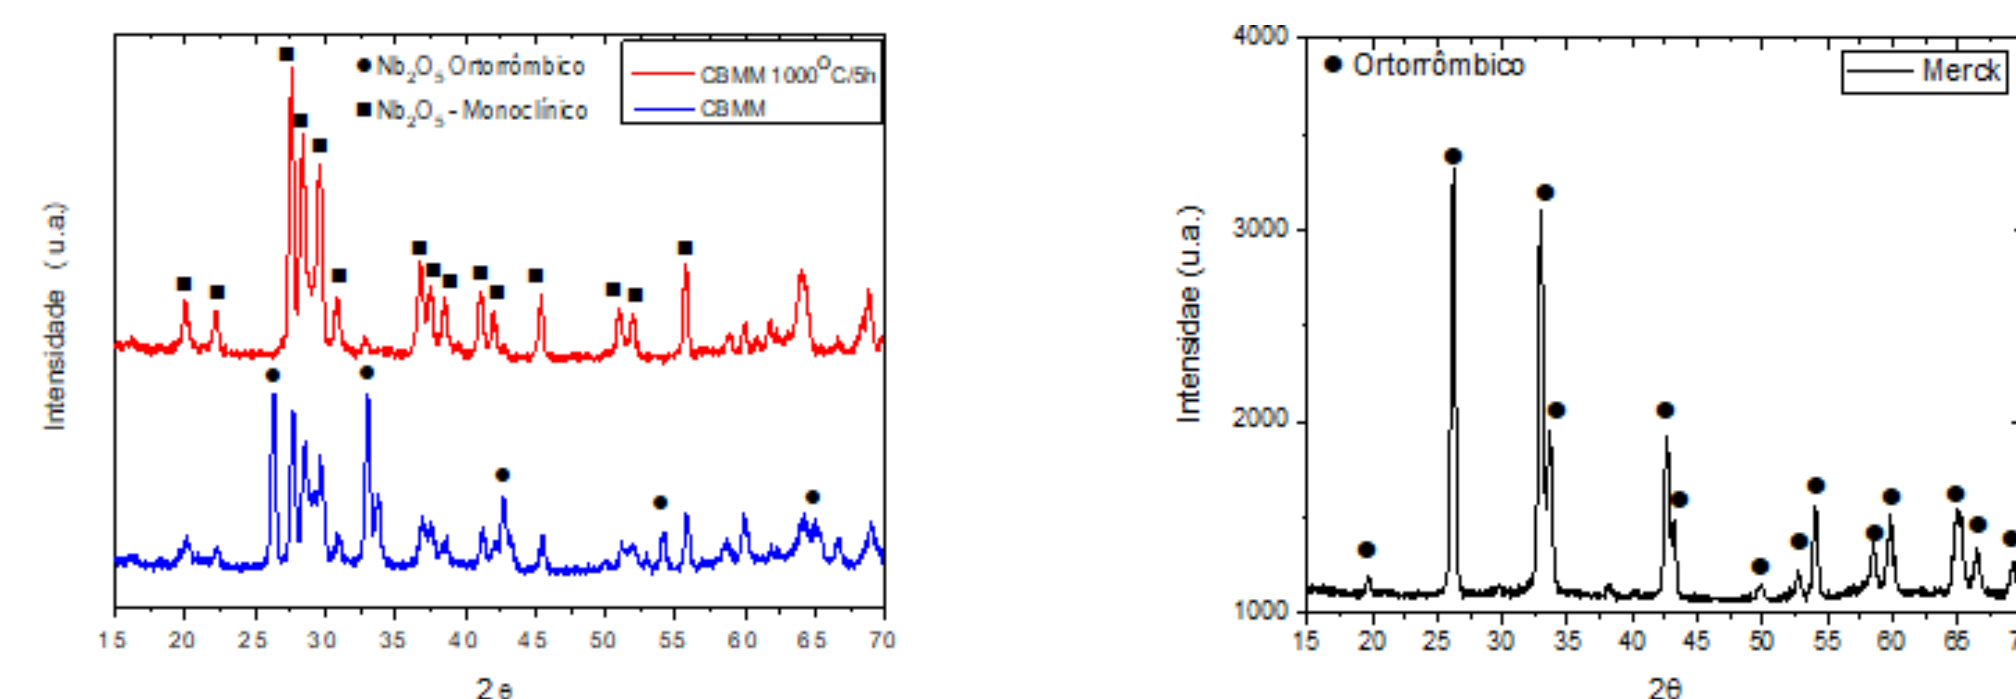 ● Nb₂O₅ Ortorrômbico
■ Nb₂O₅ - Monoclínico
CBMM 1000ᴼC/5h
CBMM
Intensidade ( u.a.)
15 20 25 30 35 40 45 50 55 60 65 70
2θ
● Ortorrômbico
Merck
4000
3000
2000
1000
Intensidae (u.a.)
15 20 25 30 35 40 45 50 55 60 65
2θ